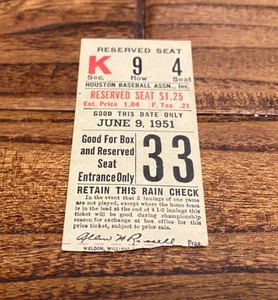 RESERVED SEAT
K 9 4
Sec. Row Seat
HOUSTON BASEBALL ASSN., Inc.
RESERVED SEAT $1.25
Est. Price 1.04 F. Tax .21
GOOD THIS DATE ONLY
JUNE 9, 1951
Good For Box
and Reserved
Seat
Entrance Only
33
RETAIN THIS RAIN CHECK
In the event that 5 innings of one game
are not played, except where the home team
is in the lead at the end of 4 1-2 innings this
ticket will be good during championship
season for exchange at box office for
this price ticket, subject to prior sale.
Allen H Russell
Pres.
WELDON, WILLI